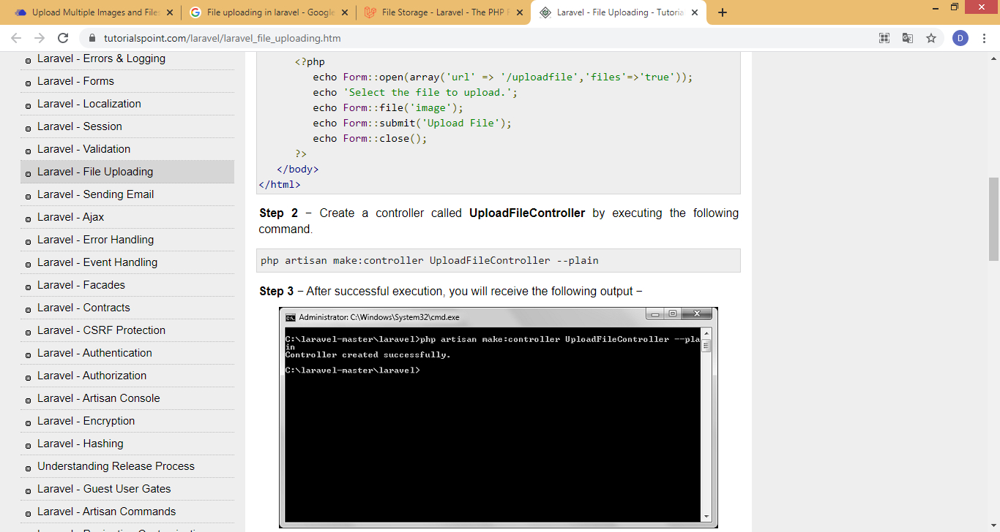 Upload Multiple Images and File
File uploading in laravel - Google
File Storage - Laravel - The PHP F
Laravel - File Uploading - Tutoria
tutorialspoint.com/laravel/laravel_file_uploading.htm
D
Laravel - Errors & Logging
Laravel - Forms
Laravel - Localization
Laravel - Session
Laravel - Validation
Laravel - File Uploading
Laravel - Sending Email
Laravel - Ajax
Laravel - Error Handling
Laravel - Event Handling
Laravel - Facades
Laravel - Contracts
Laravel - CSRF Protection
Laravel - Authentication
Laravel - Authorization
Laravel - Artisan Console
Laravel - Encryption
Laravel - Hashing
Understanding Release Process
Laravel - Guest User Gates
Laravel - Artisan Commands
<?php
echo Form::open(array('url' => '/uploadfile','files'=>'true'));
echo 'Select the file to upload.';
echo Form::file('image');
echo Form::submit('Upload File');
echo Form::close();
?>
</body>
</html>
Step 2 − Create a controller called UploadFileController by executing the following
command.
php artisan make:controller UploadFileController --plain
Step 3 − After successful execution, you will receive the following output −
Administrator: C:\Windows\System32\cmd.exe
C:\laravel-master\laravel>php artisan make:controller UploadFileController --pla
in
Controller created successfully.
C:\laravel-master\laravel>